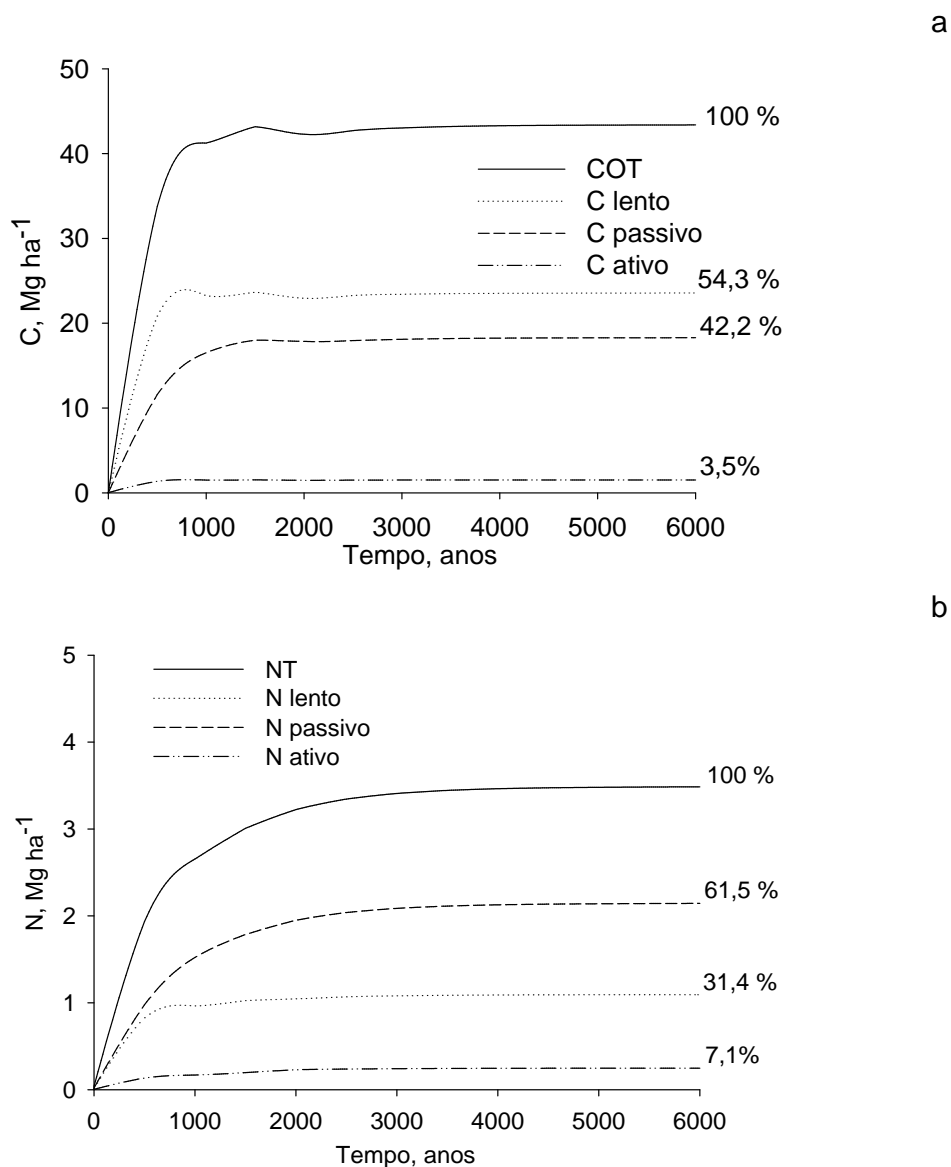 a
50
40
30
20
10
0
C, Mg ha⁻¹
100 %
COT
C lento
C passivo
C ativo
54,3 %
42,2 %
3,5%
0 1000 2000 3000 4000 5000 6000
Tempo, anos
b
5
4
3
2
1
0
N, Mg ha⁻¹
NT
N lento
N passivo
N ativo
100 %
61,5 %
31,4 %
7,1%
0 1000 2000 3000 4000 5000 6000
Tempo, anos